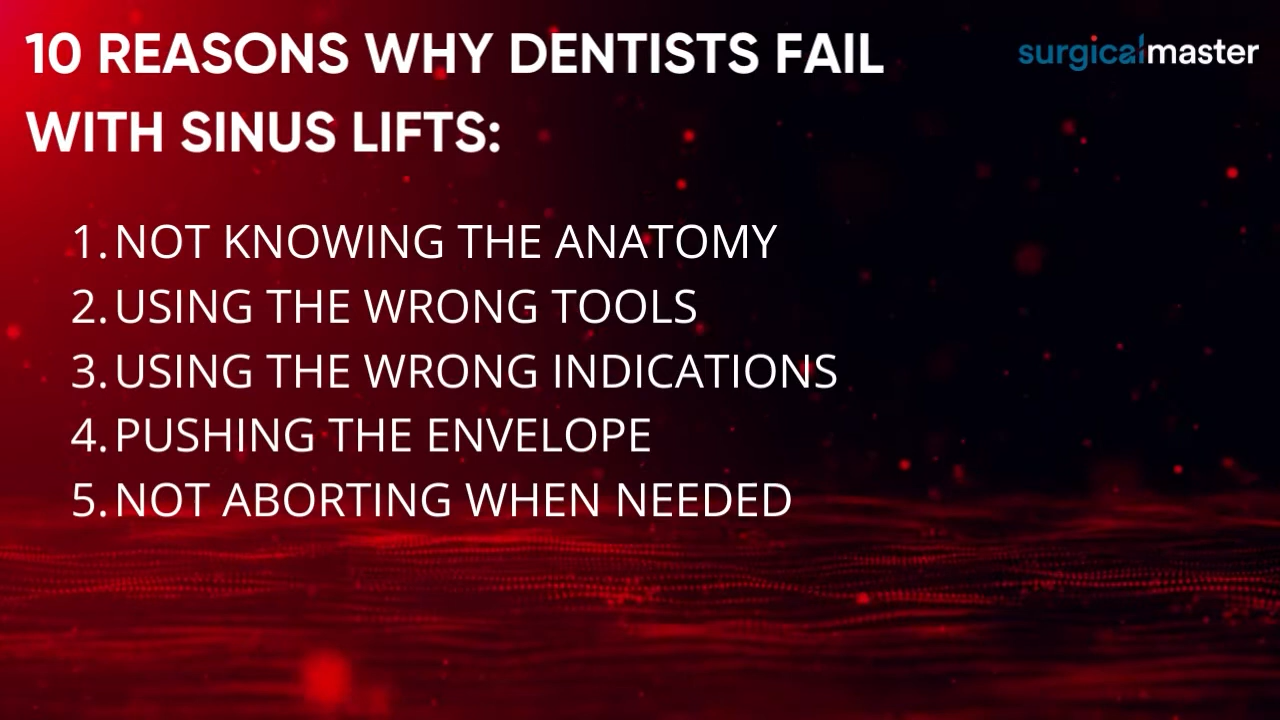 10 REASONS WHY DENTISTS FAIL
surgicalmaster
WITH SINUS LIFTS:
1. NOT KNOWING THE ANATOMY
2. USING THE WRONG TOOLS
3. USING THE WRONG INDICATIONS
4. PUSHING THE ENVELOPE
5. NOT ABORTING WHEN NEEDED